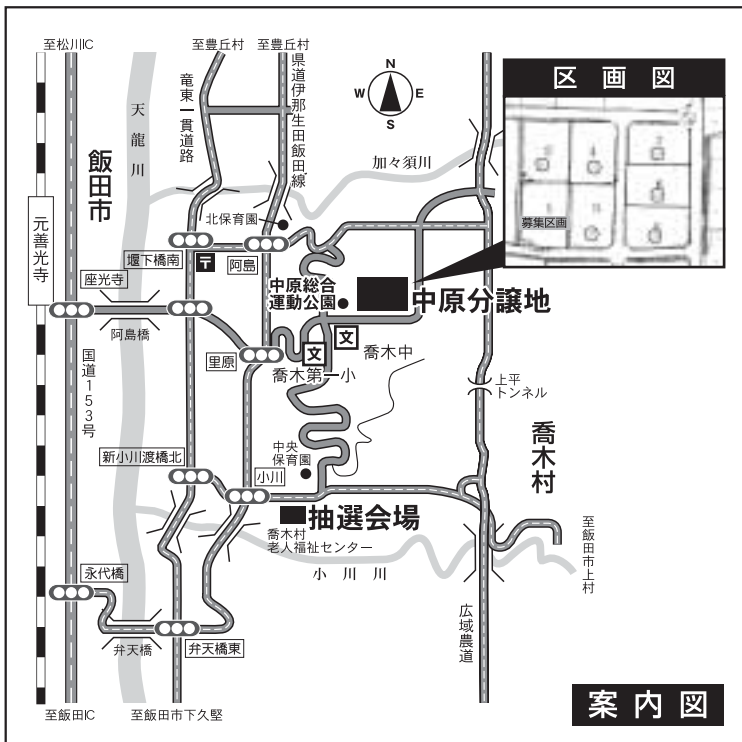 至松川IC
至豊丘村
至豊丘村
天龍川
飯田市
竜東一貫道路
県道伊那生田飯田線
N
W
E
S
区画図
募集区画
加々須川
北保育園
元善光寺
堰下橋南
〒
阿島
座光寺
阿島橋
中原総合
運動公園
中原分譲地
国道153号
里原
文
文
喬木中
喬木第一小
上平
トンネル
喬木村
新小川渡橋北
中央
保育園
小川
抽選会場
喬木村
老人福祉センター
小川川
至飯田市上村
永代橋
弁天橋
弁天橋東
広域農道
至飯田IC
至飯田市下久堅
案内図